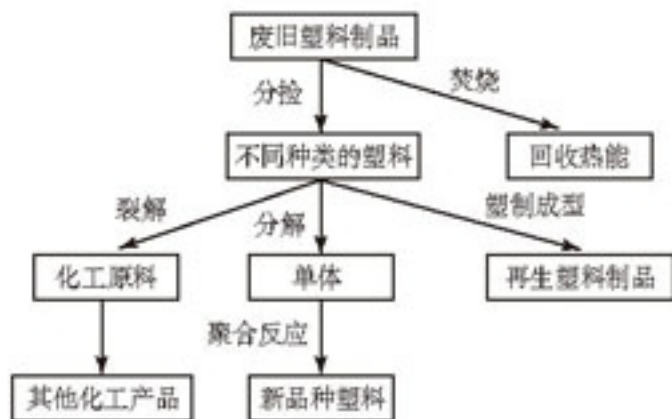 废旧塑料制品
分捡
焚烧
不同种类的塑料
回收热能
裂解
分解
塑制成型
化工原料
单体
再生塑料制品
聚合反应
其他化工产品
新品种塑料